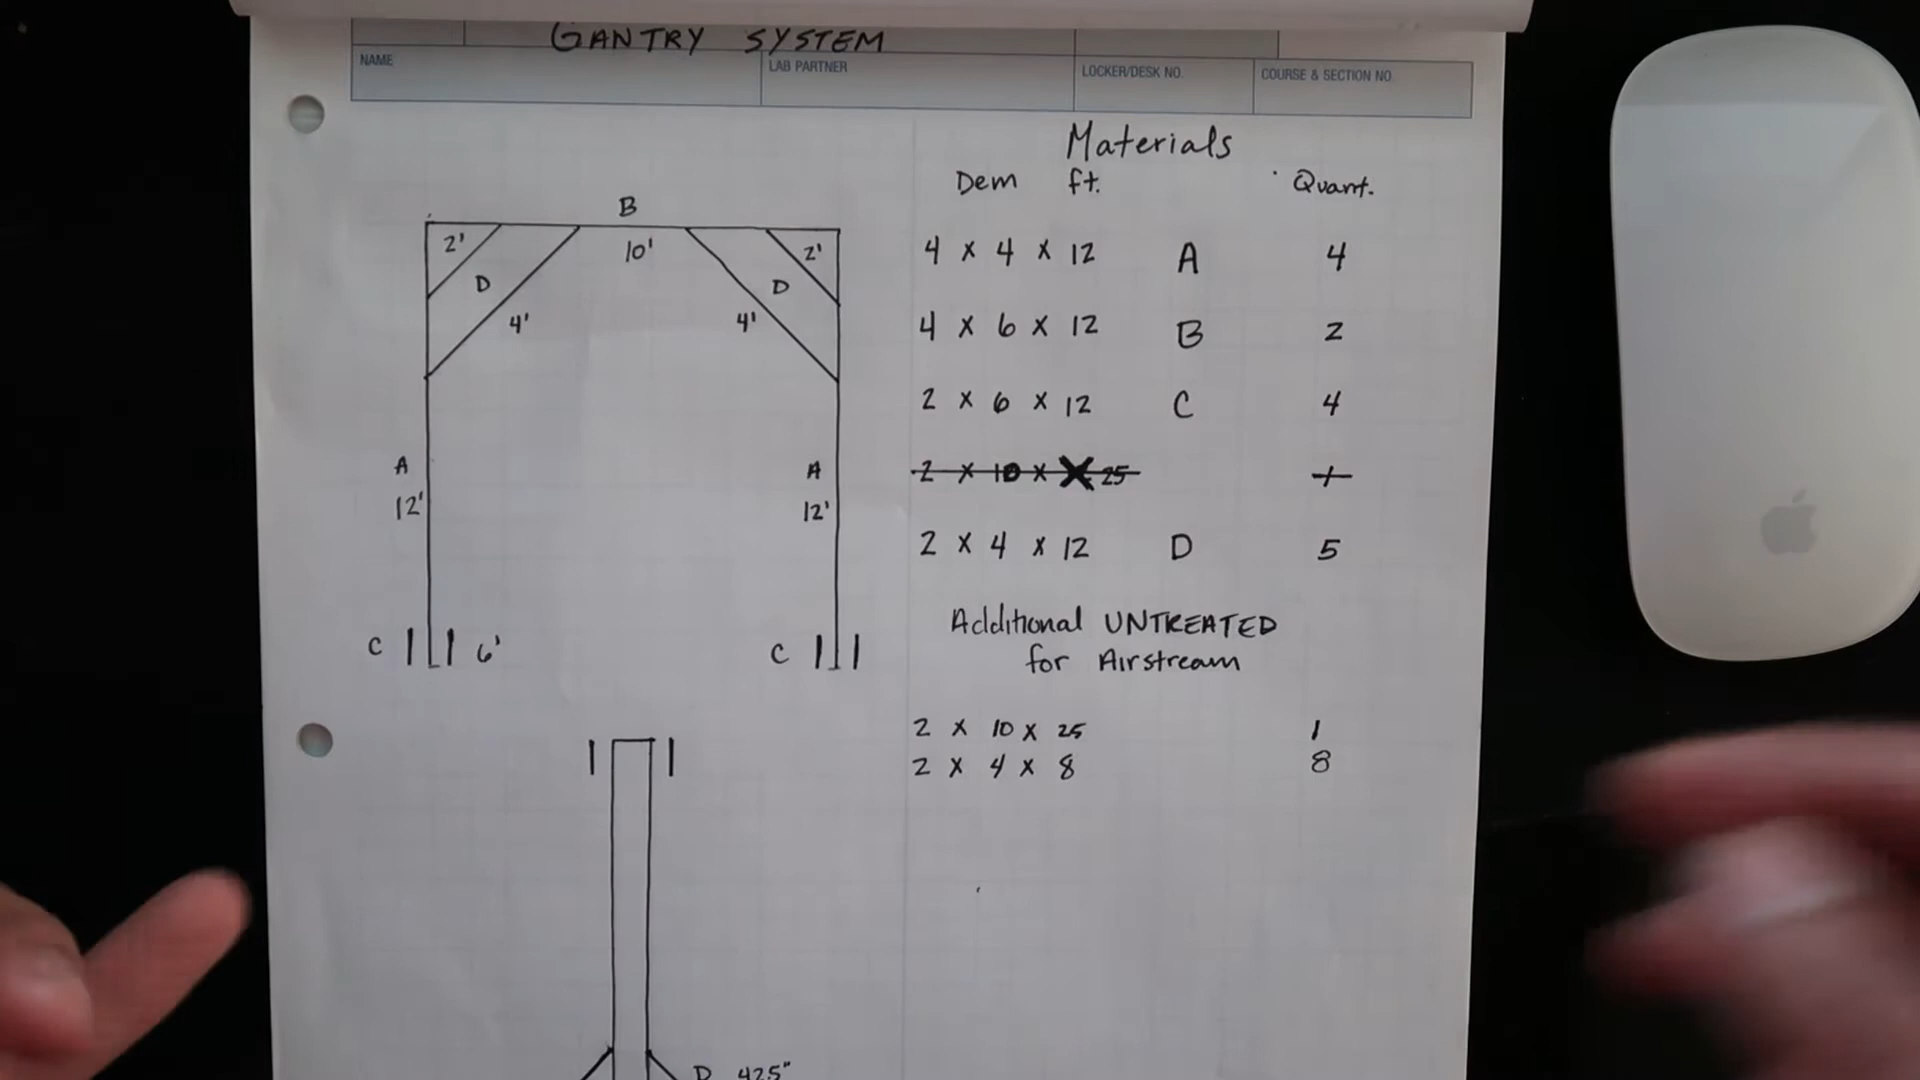 GANTRY SYSTEM
NAME
LAB PARTNER
LOCKER/DESK NO.
COURSE & SECTION NO.
B
2'
10'
2'
D
D
4'
4'
A
A
12'
12'
C
6'
C
D 42.5"
Materials
Dem ft. Quant.
4 x 4 x 12 A 4
4 x 6 x 12 B 2
2 x 6 x 12 C 4
2 x 10 x 25 1
2 x 4 x 12 D 5
Additional UNTREATED
for Airstream
2 x 10 x 25 1
2 x 4 x 8 8